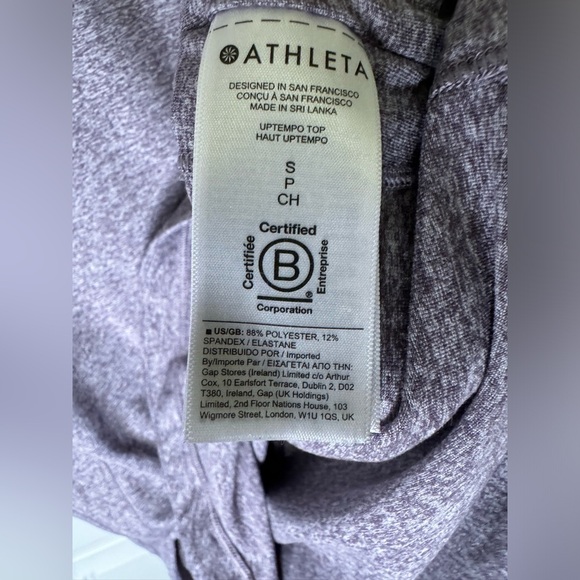 ATHLETA
DESIGNED IN SAN FRANCISCO
CONÇU À SAN FRANCISCO
MADE IN SRI LANKA
UPTEMPO TOP
HAUT UPTEMPO
S
P
CH
Certified
Certifiée
B
Entreprise
®
Corporation
■ US/GB: 88% POLYESTER, 12%
SPANDEX / ELASTANE
DISTRIBUIDO POR / Imported
By/Importe Par / ΕΙΣΑΓΕΤΑΙ ΑΠΟ ΤΗΝ:
Gap Stores (Ireland) Limited c/o Arthur
Cox, 10 Earlsfort Terrace, Dublin 2, D02
T380, Ireland, Gap (UK Holdings)
Limited, 2nd Floor Nations House, 103
Wigmore Street, London, W1U 1QS, UK